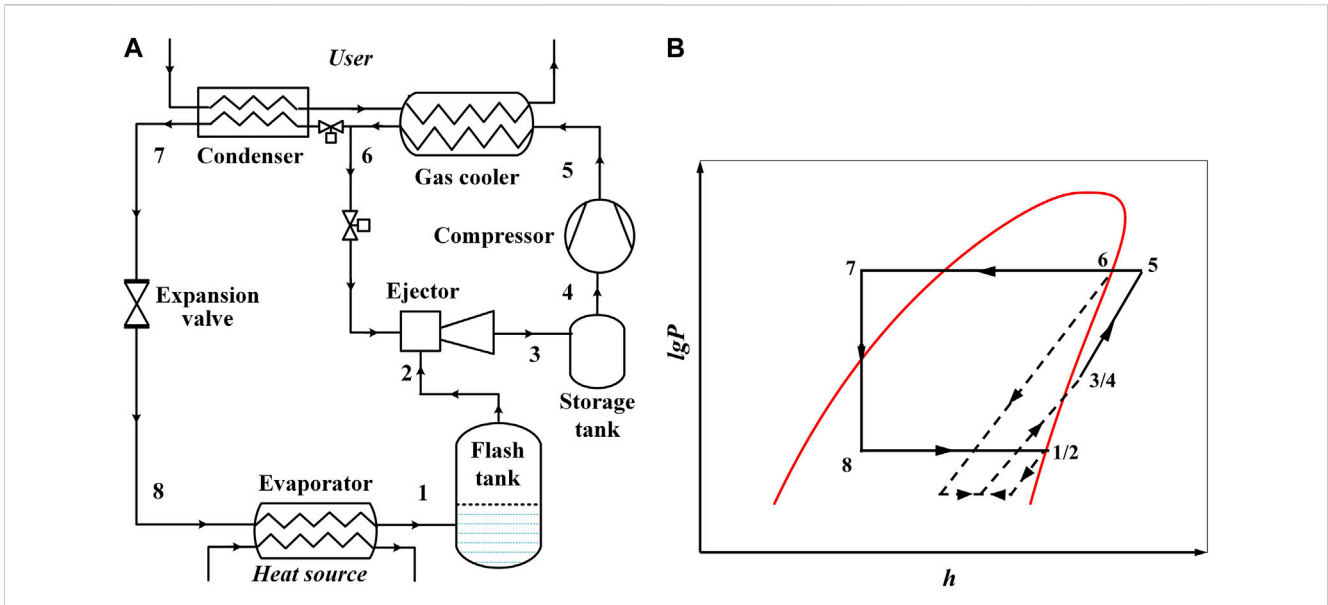 A
User
7
Condenser
6
Gas cooler
5
Compressor
Expansion
valve
Ejector
4
2
3
Storage
tank
Flash
tank
8
Evaporator
1
Heat source
B
lgP
7
6
5
3/4
8
1/2
h